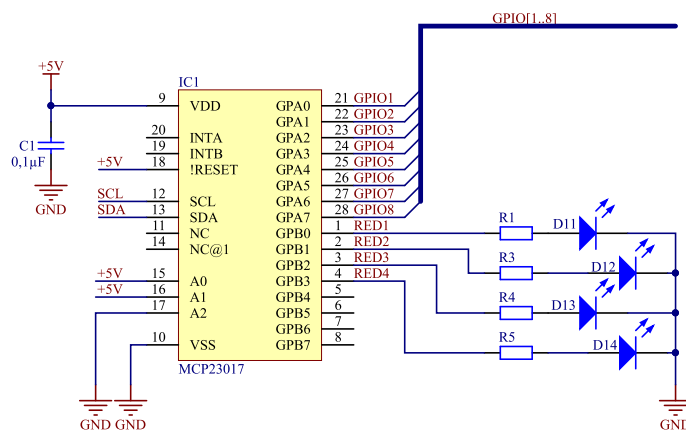 GPIO[1..8]
+5V
IC1
9 VDD GPA0 21 GPIO1
GPA1 22 GPIO2
20 INTA GPA2 23 GPIO3
C1 19 INTB GPA3 24 GPIO4
0,1µF +5V 18 !RESET GPA4 25 GPIO5
GPA5 26 GPIO6
SCL 12 SCL GPA6 27 GPIO7
GND SDA 13 SDA GPA7 28 GPIO8
11 NC GPB0 1 RED1 R1 D11
14 NC@1 GPB1 2 RED2
GPB2 3 RED3 R3 D12
+5V 15 A0 GPB3 4 RED4
+5V 16 A1 GPB4 5
17 A2 GPB5 6 R4 D13
GPB6 7
10 VSS GPB7 8 R5 D14
MCP23017
GND GND GND